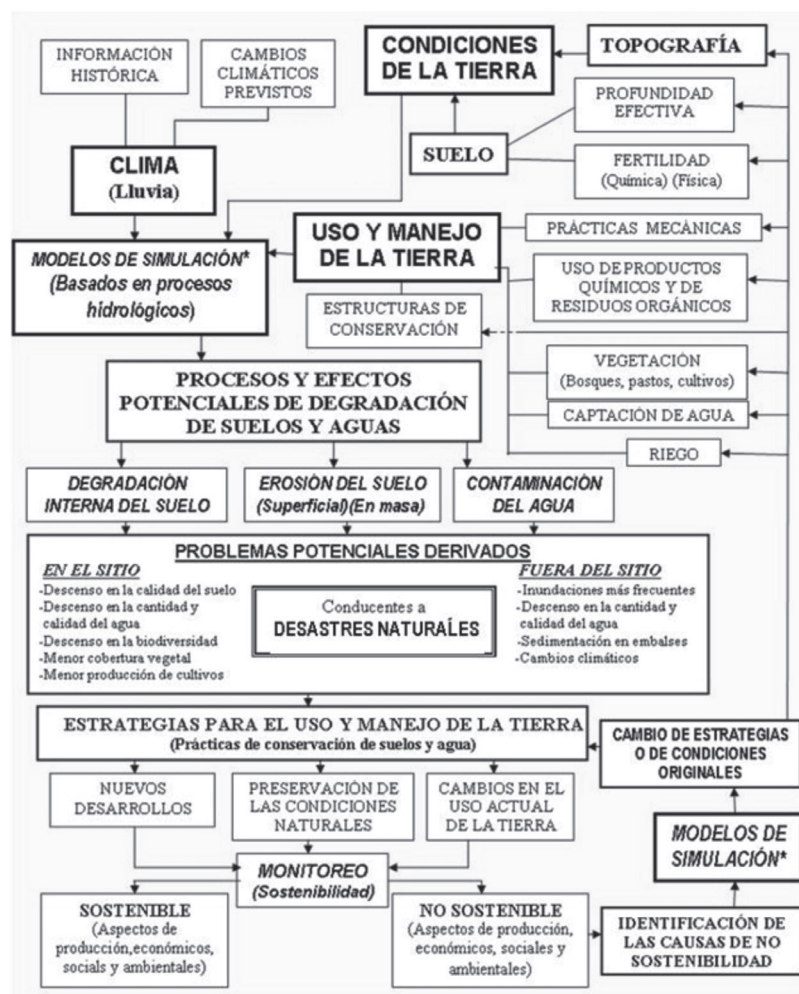 INFORMACIÓN
HISTÓRICA
CAMBIOS
CLIMÁTICOS
PREVISTOS
CONDICIONES
DE LA TIERRA
TOPOGRAFÍA
PROFUNDIDAD
EFECTIVA
SUELO
FERTILIDAD
(Química) (Física)
CLIMA
(Lluvia)
USO Y MANEJO
DE LA TIERRA
PRÁCTICAS MECÁNICAS
MODELOS DE SIMULACIÓN*
(Basados en procesos
hidrológicos)
USO DE PRODUCTOS
QUÍMICOS Y DE
RESIDUOS ORGÁNICOS
ESTRUCTURAS DE
CONSERVACIÓN
VEGETACIÓN
(Bosques, pastos, cultivos)
CAPTACIÓN DE AGUA
RIEGO
PROCESOS Y EFECTOS
POTENCIALES DE DEGRADACIÓN
DE SUELOS Y AGUAS
DEGRADACIÓN
INTERNA DEL SUELO
EROSIÓN DEL SUELO
(Superficial)(En masa)
CONTAMINACIÓN
DEL AGUA
PROBLEMAS POTENCIALES DERIVADOS
EN EL SITIO
-Descenso en la calidad del suelo
-Descenso en la cantidad y
calidad del agua
-Descenso en la biodiversidad
-Menor cobertura vegetal
-Menor producción de cultivos
Conducentes a
DESASTRES NATURALES
FUERA DEL SITIO
-Inundaciones más frecuentes
-Descenso en la cantidad y
calidad del agua
-Sedimentación en embalses
-Cambios climáticos
ESTRATEGIAS PARA EL USO Y MANEJO DE LA TIERRA
(Prácticas de conservación de suelos y agua)
CAMBIO DE ESTRATEGIAS
O DE CONDICIONES
ORIGINALES
NUEVOS
DESARROLLOS
PRESERVACIÓN DE
LAS CONDICIONES
NATURALES
CAMBIOS EN EL
USO ACTUAL
DE LA TIERRA
MODELOS DE
SIMULACIÓN*
MONITOREO
(Sostenibilidad)
SOSTENIBLE
(Aspectos de
producción,económicos,
socials y ambientales)
NO SOSTENIBLE
(Aspectos de producción,
económicos, sociales y
ambientales)
IDENTIFICACIÓN DE
LAS CAUSAS DE NO
SOSTENIBILIDAD